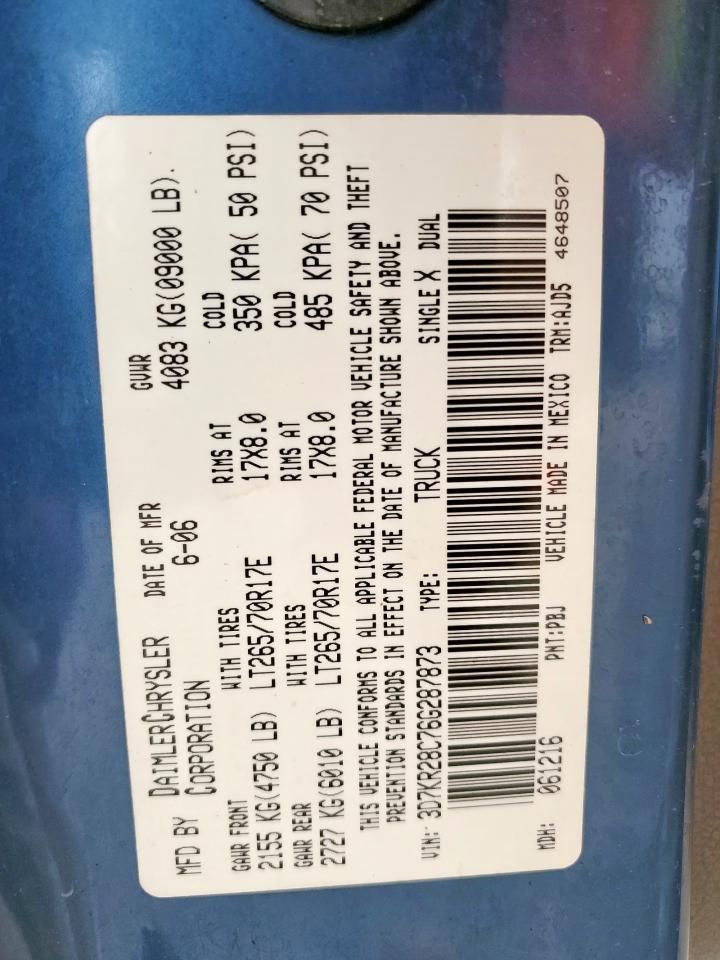 MFD BY DAIMLERCHRYSLER CORPORATION DATE OF MFR 6-06 GVWR 4083 KG(09000 LB).
GAWR FRONT WITH TIRES RIMS AT COLD
2155 KG(4750 LB) LT265/70R17E 17X8.0 350 KPA( 50 PSI)
GAWR REAR WITH TIRES RIMS AT COLD
2727 KG(6010 LB) LT265/70R17E 17X8.0 485 KPA( 70 PSI)
THIS VEHICLE CONFORMS TO ALL APPLICABLE FEDERAL MOTOR VEHICLE SAFETY AND THEFT
PREVENTION STANDARDS IN EFFECT ON THE DATE OF MANUFACTURE SHOWN ABOVE.
VIN: 3D7KR28C76G287873 TYPE: TRUCK SINGLE X DUAL
MDH: 061216 PNT:PBJ VEHICLE MADE IN MEXICO TRM:AJD5 4648507